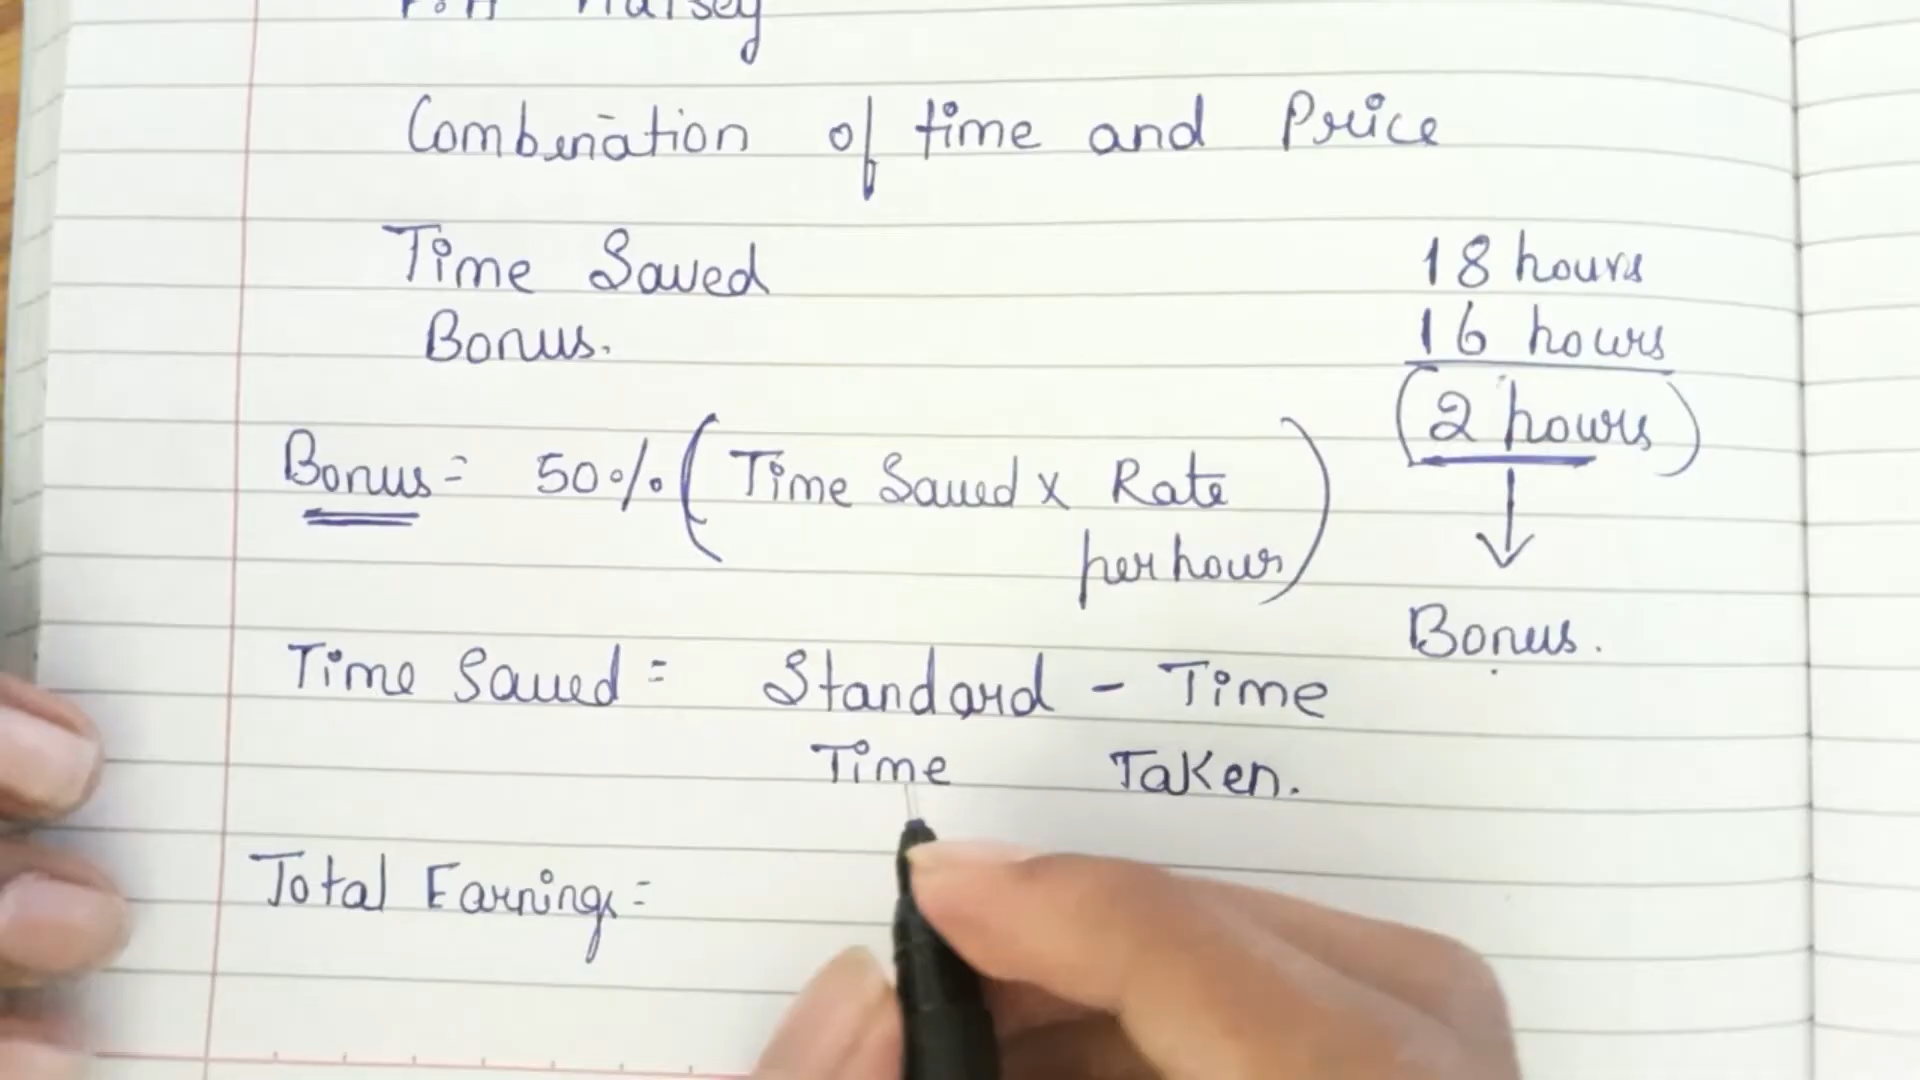 F.A Halsey
Combination of time and Price
Time Saved
Bonus.
18 hours
16 hours
(2 hours)
Bonus.
Bonus = 50% (Time Saved x Rate
per hour)
Time Saved = Standard - Time
Time Taken.
Total Earnings =